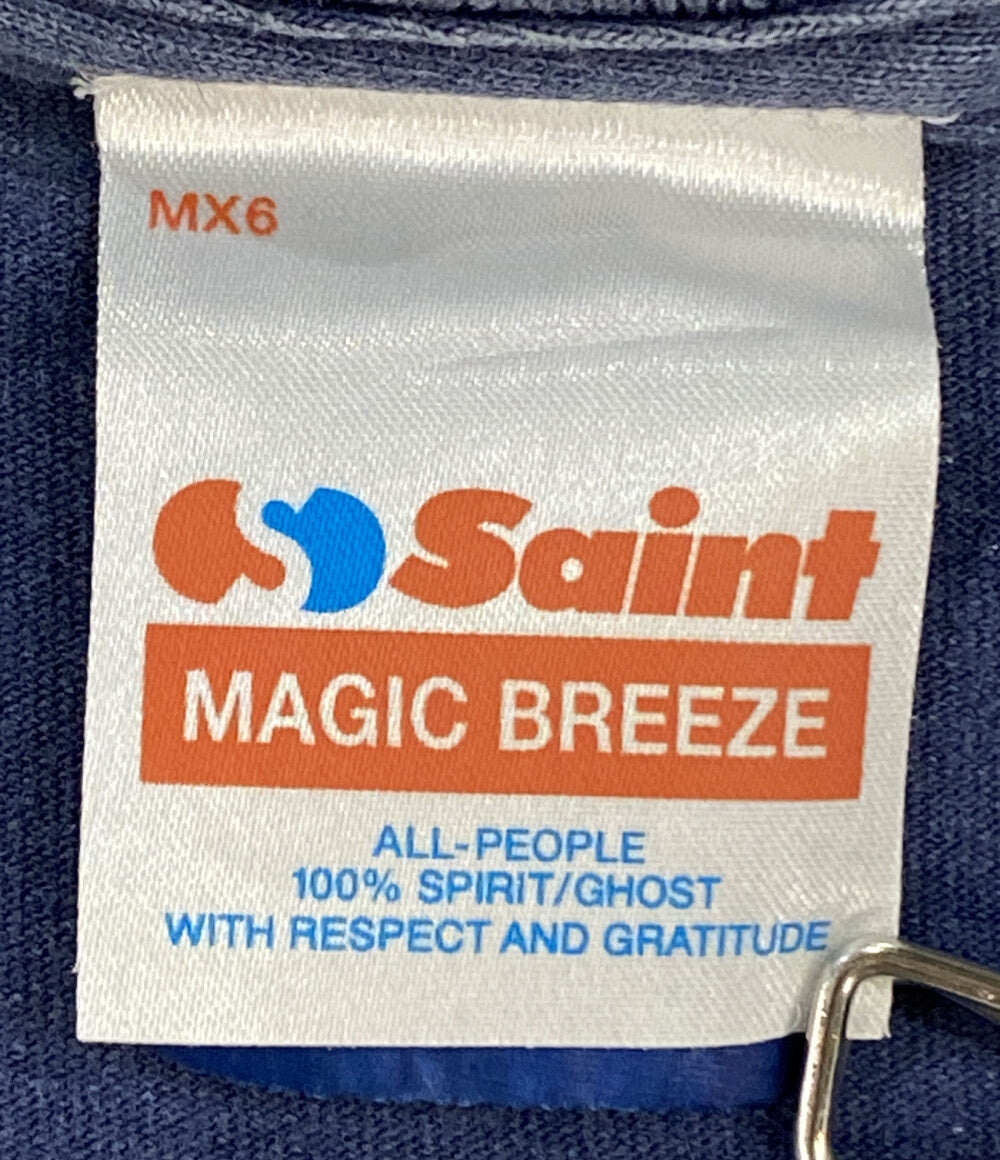 MX6
Saint
MAGIC BREEZE
ALL-PEOPLE
100% SPIRIT/GHOST
WITH RESPECT AND GRATITUDE